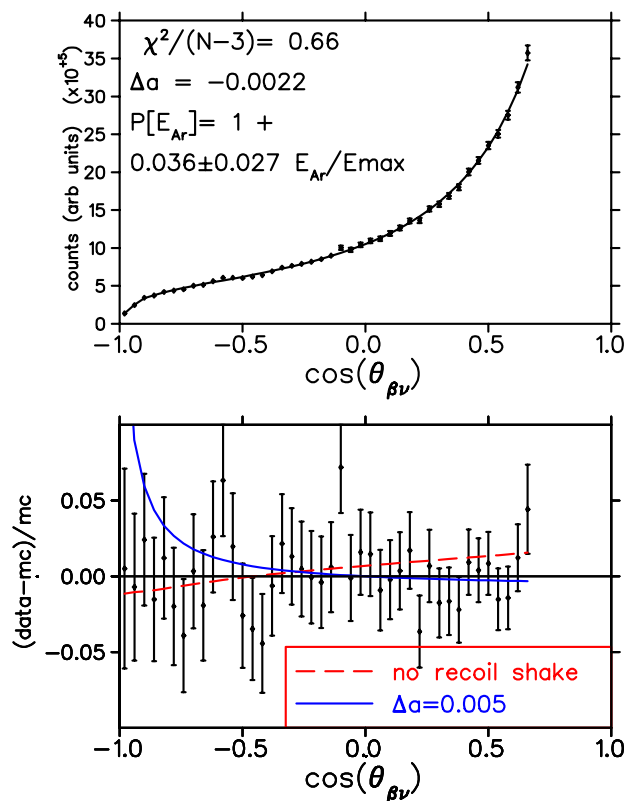 counts (arb units) (x10⁺⁵)
40
35
30
25
20
15
10
5
0
χ²/(N−3)= 0.66
Δa = −0.0022
P[E_Ar]= 1 +
0.036±0.027 E_Ar/Emax
−1.0 −0.5 0.0 0.5 1.0
cos(θ_βν)
(data−mc)/mc
0.05
0.00
−0.05
no recoil shake
Δa=0.005
−1.0 −0.5 0.0 0.5 1.0
cos(θ_βν)